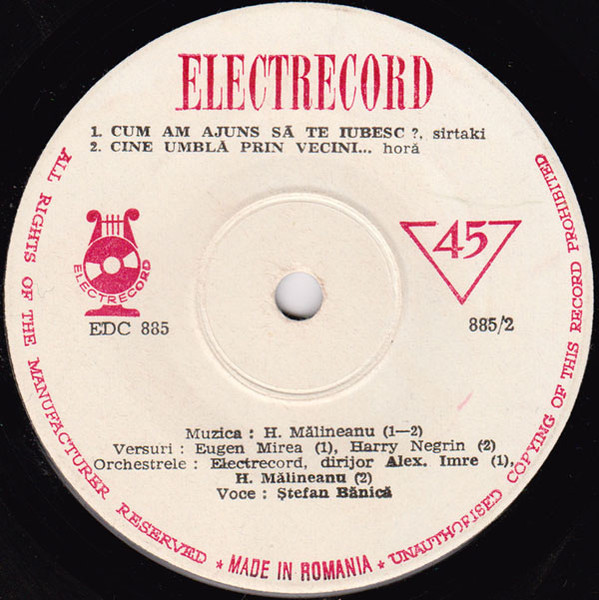 ELECTRECORD
1. CUM AM AJUNS SĂ TE IUBESC ?, sirtaki
2. CINE UMBLĂ PRIN VECINI... horă
ELECTRECORD
45
EDC 885
885/2
Muzica : H. Mălineanu (1—2)
Versuri : Eugen Mirea (1), Harry Negrin (2)
Orchestrele : Electrecord, dirijor Alex. Imre (1),
H. Mălineanu (2)
Voce : Ștefan Bănică
ALL RIGHTS OF THE MANUFACTURER RESERVED * MADE IN ROMANIA * UNAUTHORISED COPYING OF THIS RECORD PROHIBITED